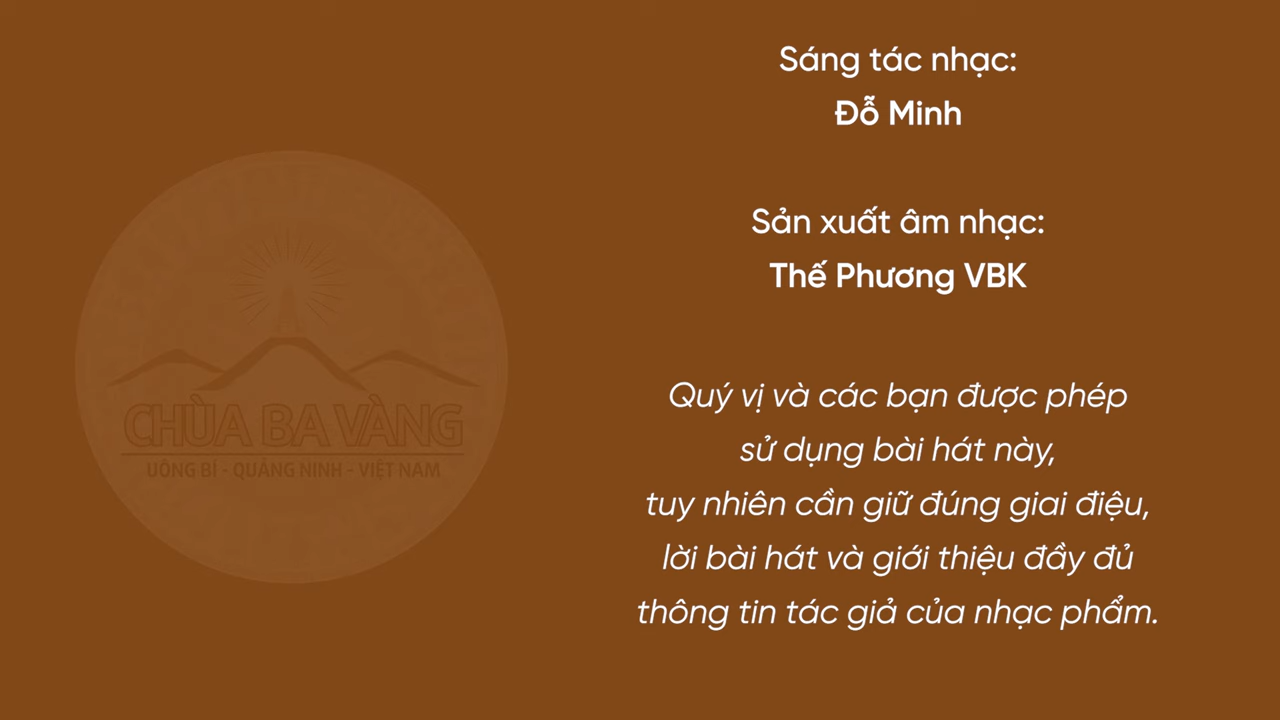 Sáng tác nhạc:
Đỗ Minh
Sản xuất âm nhạc:
Thế Phương VBK
Quý vị và các bạn được phép
sử dụng bài hát này,
tuy nhiên cần giữ đúng giai điệu,
lời bài hát và giới thiệu đầy đủ
thông tin tác giả của nhạc phẩm.
CHÙA BA VÀNG
UÔNG BÍ - QUẢNG NINH - VIỆT NAM